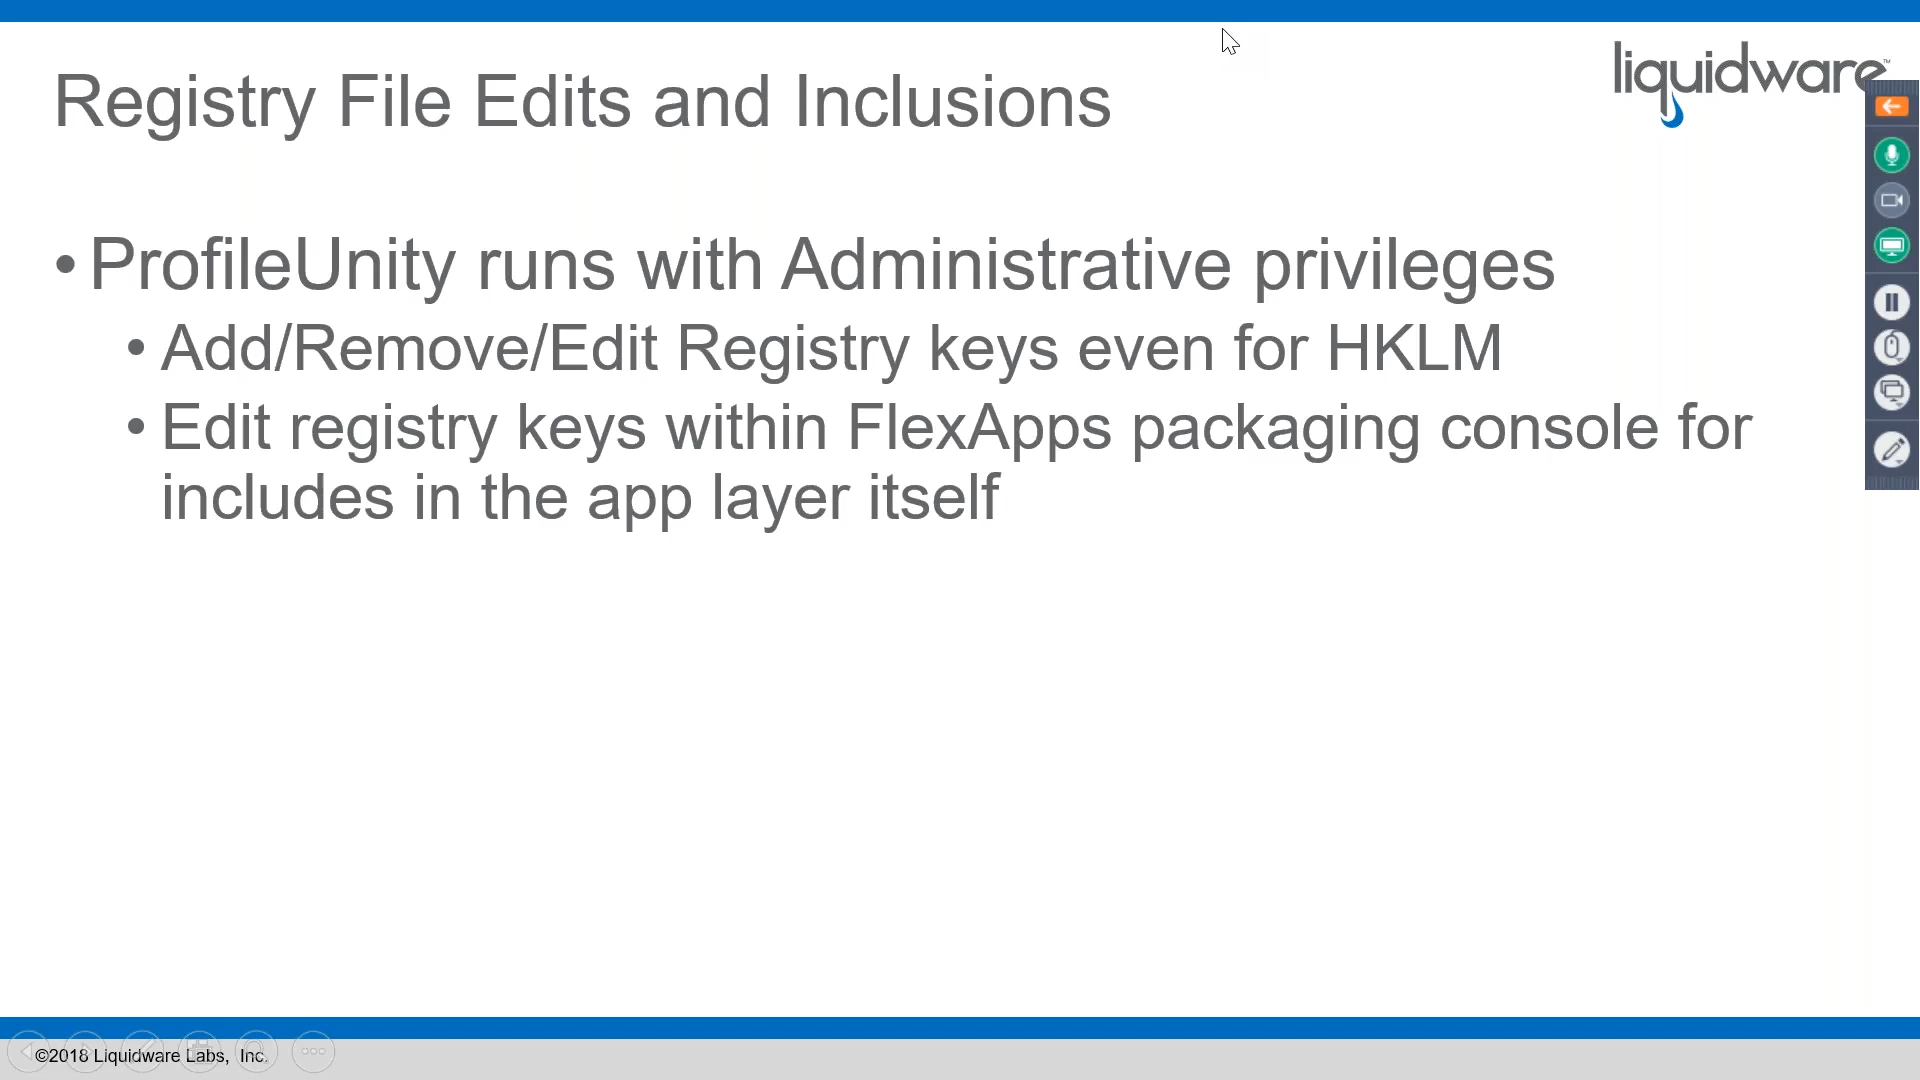 liquidware™
Registry File Edits and Inclusions
• ProfileUnity runs with Administrative privileges
• Add/Remove/Edit Registry keys even for HKLM
• Edit registry keys within FlexApps packaging console for
includes in the app layer itself
©2018 Liquidware Labs, Inc.